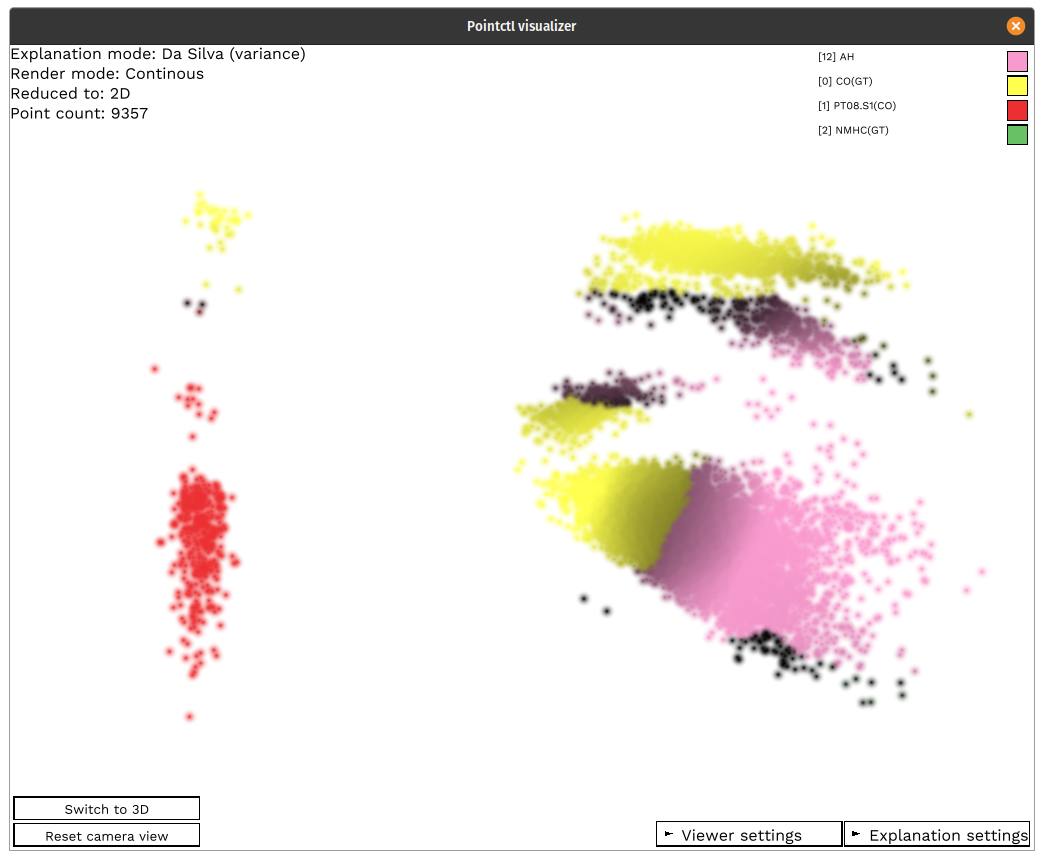 Pointctl visualizer
Explanation mode: Da Silva (variance)
Render mode: Continous
Reduced to: 2D
Point count: 9357
[12] AH
[0] CO(GT)
[1] PT08.S1(CO)
[2] NMHC(GT)
Switch to 3D
Reset camera view
Viewer settings
Explanation settings